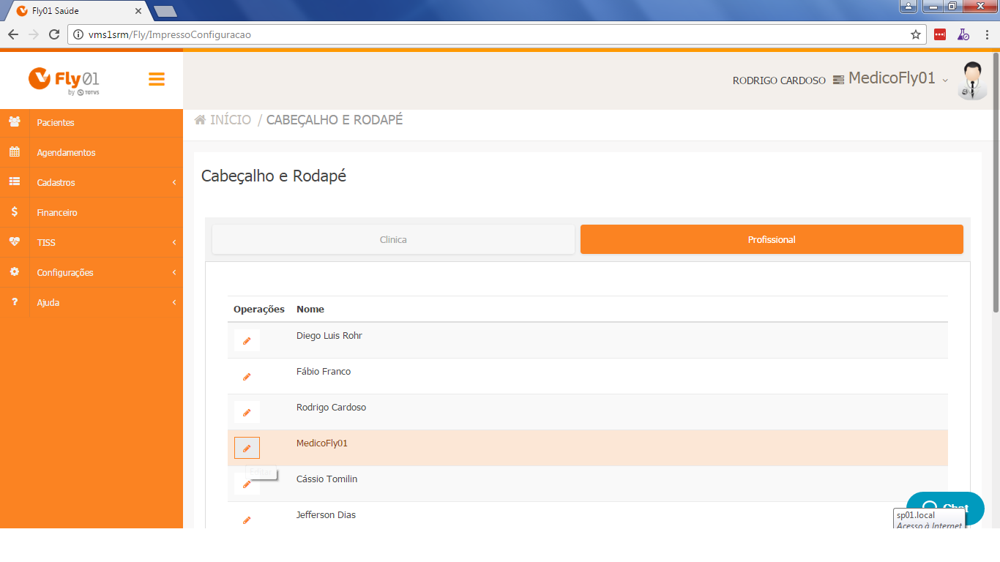 Fly01 Saúde
vms1srm/Fly/ImpressoConfiguracao
Fly01
by TOTVS
RODRIGO CARDOSO MedicoFly01
INÍCIO / CABEÇALHO E RODAPÉ
Pacientes
Agendamentos
Cadastros
Financeiro
TISS
Configurações
Ajuda
Cabeçalho e Rodapé
Clinica Profissional
Operações Nome
Diego Luis Rohr
Fábio Franco
Rodrigo Cardoso
MedicoFly01
Editar
Cássio Tomilin
Jefferson Dias
Chat
sp01.local
Acesso à Internet